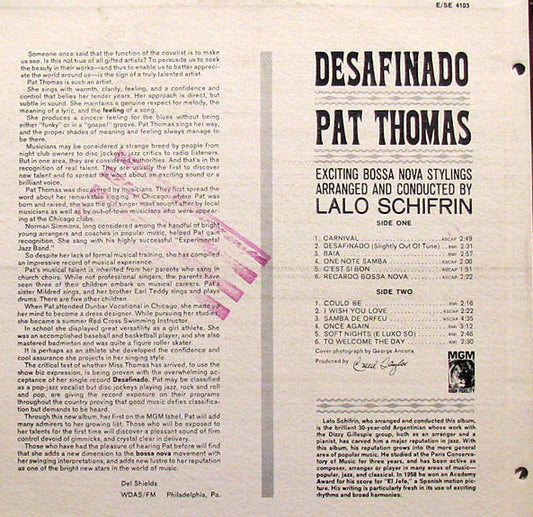 E/SE 4103
Someone once said that the function of the novelist is to make
us see. Is this not true of all gifted artists? To persuade us to seek
the beauty in their works—and thus to enable us to better appreci-
ate the world around us—is the sign of a truly talented artist.
Pat Thomas is such an artist.
She sings with warmth, clarity, feeling, and a confidence and
control that belies her tender years. Her approach is direct, but
subtle in sound. She maintains a genuine respect for melody, the
meaning of a lyric, and the feeling of a song.
She produces a sincere feeling for the blues without being
either "funky" or in a "gospel" groove. Pat Thomas sings her way,
and the proper shades of meaning and feeling always manage to
be there.
Musicians may be considered a strange breed by people from
night club owners to disc jockeys, jazz critics to radio listeners.
But in one area, they are considered authorities. And that's in the
recognition of real talent. They are usually the first to discover
new talent and to spread the word about an exciting sound or a
brilliant voice.
Pat Thomas was discovered by musicians. They first spread the
word about her remarkable in Chicago, where Pat was
born and raised, she was the girl singer most sought after by local
musicians as well as by out-of-town musicians who were appear-
ing at the Chicago clubs.
Norman Simmons, long considered among the handful of bright
young arrangers and coaches in popular music, helped Pat gain
recognition. She sang with his highly successful "Experimental
Jazz Band."
So despite her lack of formal musical training, she has compiled
an impressive record of musical experience.
Pat's musical talent is inherited from her parents who sang in
church choirs. While not professional singers, the parents have
seen three of their children embark on musical careers. Pat's
sister Mildred sings, and her brother Earl Teddy sings and plays
drums. There are five other children.
When Pat attended Dunbar Vocational in Chicago, she made up
her mind to become a dress designer. While pursuing her studies
she became a summer Red Cross Swimming Instructor.
In school she displayed great versatility as a girl athlete. She
was an accomplished baseball and basketball player, and she also
mastered badminton and was quite a figure roller skater.
It is perhaps as an athlete she developed the confidence and
cool assurance she projects in her singing style.
The critical test of whether Miss Thomas has arrived, to use the
show biz expression, is being proven with the overwhelming ac-
ceptance of her single record Desafinado. Pat may be classified
as a pop-jazz vocalist but disc jockeys playing jazz, rock and roll
and pop, are giving the record exposure on their programs
throughout the country proving that good music defies classifica-
tion but demands to be heard.
Through this new album, her first on the MGM label, Pat will add
many admirers to her growing list. Those who will be exposed to
her talents for the first time will discover a pleasant sound of firm
control devoid of gimmicks, and crystal clear in delivery.
Those who have had the pleasure of hearing Pat before will find
that she adds a new dimension to the bossa nova movement with
her swinging interpretations, and adds new lustre to her reputation
as one of the bright new stars in the world of music.
Del Shields
WDAS/FM Philadelphia, Pa.
DESAFINADO
PAT THOMAS
EXCITING BOSSA NOVA STYLINGS
ARRANGED AND CONDUCTED BY
LALO SCHIFRIN
SIDE ONE
1. CARNIVAL ASCAP 2:49
2. DESAFINADO (Slightly Out Of Tune) BMI 2:31
3. BAIA 2:57
4. ONE NOTE SAMBA ASCAP 2:00
5. C'EST SI BON ASCAP 1:51
6. RECARDO BOSSA NOVA ASCAP 2:22
SIDE TWO
1. COULD BE BMI 2:16
2. I WISH YOU LOVE ASCAP 2:22
3. SAMBA DE ORFEU ASCAP 4:35
4. ONCE AGAIN BMI 3:12
5. SOFT NIGHTS (E LUXO SO) BMI 2:46
6. TO WELCOME THE DAY BMI 2:30
Cover photograph by George Ancona
Produced by Creed Taylor
MGM
HIGH FIDELITY
Lalo Schifrin, who arranged and conducted this album,
is the brilliant 30-year-old Argentinian whose work with
the Dizzy Gillespie group, both as an arranger and a
pianist, has carned him a major reputation in jazz. With
this album, his reputation grows into the more general
area of popular music. He studied at the Paris Conserva-
tory of Music for three years, and has been active as
composer, arranger or player in many areas of music—
popular, jazz, and classical. In 1958 he won an Academy
Award for his score for "El Jefe," a Spanish motion pic-
ture. His writing is particularly fresh in its use of exciting
rhythms and broad harmonies.